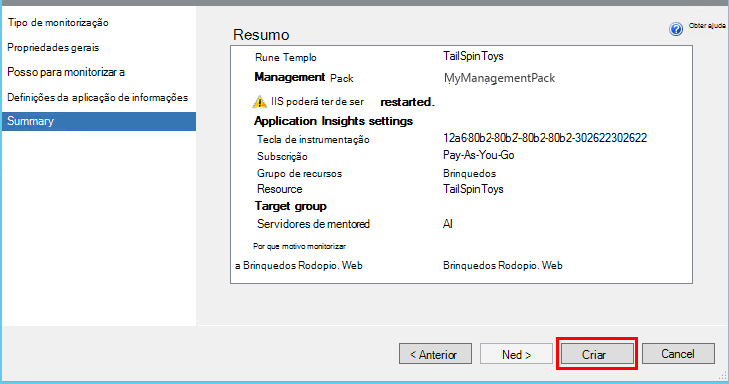 Tipo de monitorização
Propriedades gerais
Posso para monitorizar a
Definições da aplicação de informações
Summary
Obter ajuda
Resumo
Rune Templo TailSpinToys
Management Pack MyManagementPack
IIS poderá ter de ser restarted.
Application Insights settings
Tecla de instrumentação 12a680b2-80b2-80b2-80b2-302622302622
Subscrição Pay-As-You-Go
Grupo de recursos Brinquedos
Resource TailSpinToys
Target group
Servidores de mentored AI
Por que motivo monitorizar
a Brinquedos Rodopio. Web Brinquedos Rodopio. Web
< Anterior Ned > Criar Cancel